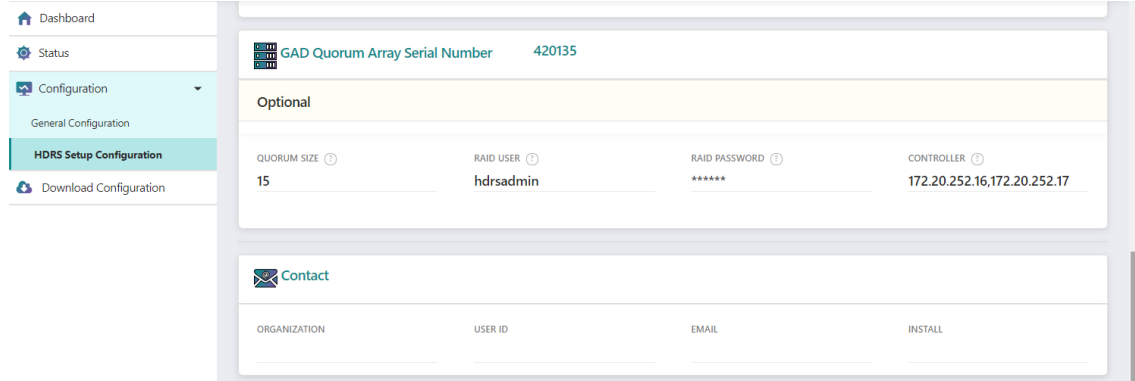 Dashboard
Status
Configuration
General Configuration
HDRS Setup Configuration
Download Configuration
GAD Quorum Array Serial Number 420135
Optional
QUORUM SIZE ? RAID USER ? RAID PASSWORD ? CONTROLLER ?
15 hdrsadmin ****** 172.20.252.16,172.20.252.17
Contact
ORGANIZATION USER ID EMAIL INSTALL